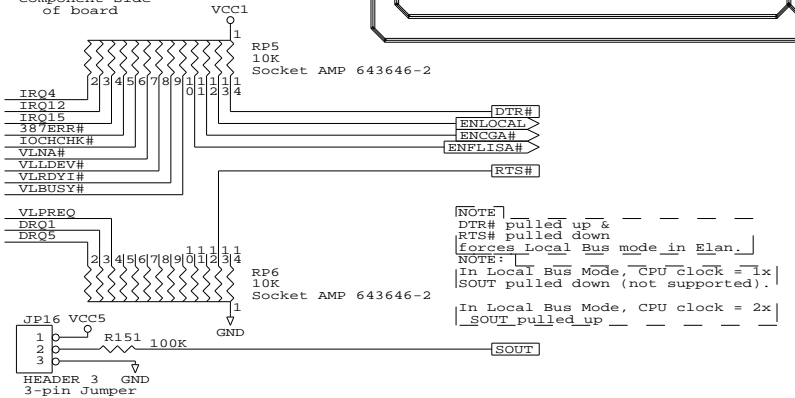 component side
of board
VCC1
1
RP5
10K
Socket AMP 643646-2
2 3 4 5 6 7 8 9 10 11 12 13 14
IRQ4
IRQ12
IRQ15
387ERR#
IOCHCHK#
VLNA#
VLLDEV#
VLRDYI#
VLBUSY#
DTR#
ENLOCAL
ENCGA#
ENFLISA#
RTS#
VLPREQ
DRQ1
DRQ5
2 3 4 5 6 7 8 9 10 11 12 13 14
RP6
10K
Socket AMP 643646-2
1
GND
NOTE
DTR# pulled up &
RTS# pulled down
forces Local Bus mode in Elan.
NOTE:
In Local Bus Mode, CPU clock = 1x
SOUT pulled down (not supported).
In Local Bus Mode, CPU clock = 2x
SOUT pulled up
JP16 VCC5
1
2
3
R151 100K
SOUT
HEADER 3 GND
3-pin Jumper